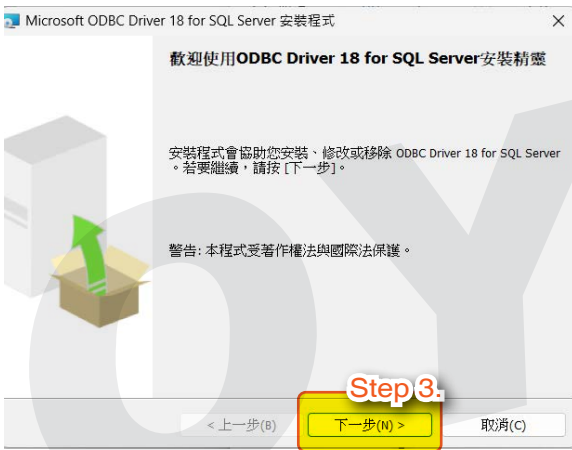 Microsoft ODBC Driver 18 for SQL Server 安裝程式
歡迎使用ODBC Driver 18 for SQL Server安裝精靈
安裝程式會協助您安裝、修改或移除 ODBC Driver 18 for SQL Server
。若要繼續，請按 [下一步]。
警告: 本程式受著作權法與國際法保護。
Step 3.
< 上一步(B)
下一步(N) >
取消(C)